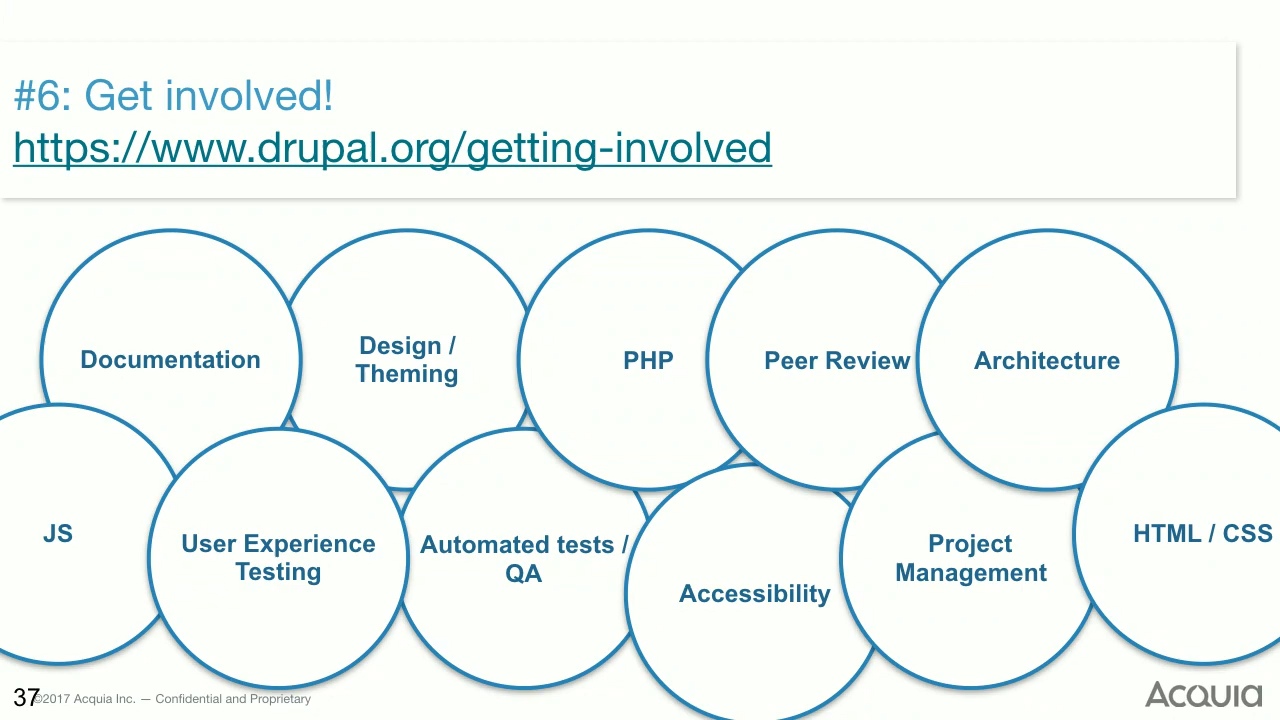 #6: Get involved!
https://www.drupal.org/getting-involved
Documentation
Design /
Theming
PHP
Peer Review
Architecture
JS
User Experience
Testing
Automated tests /
QA
Accessibility
Project
Management
HTML / CSS
37
©2017 Acquia Inc. — Confidential and Proprietary
Acquia